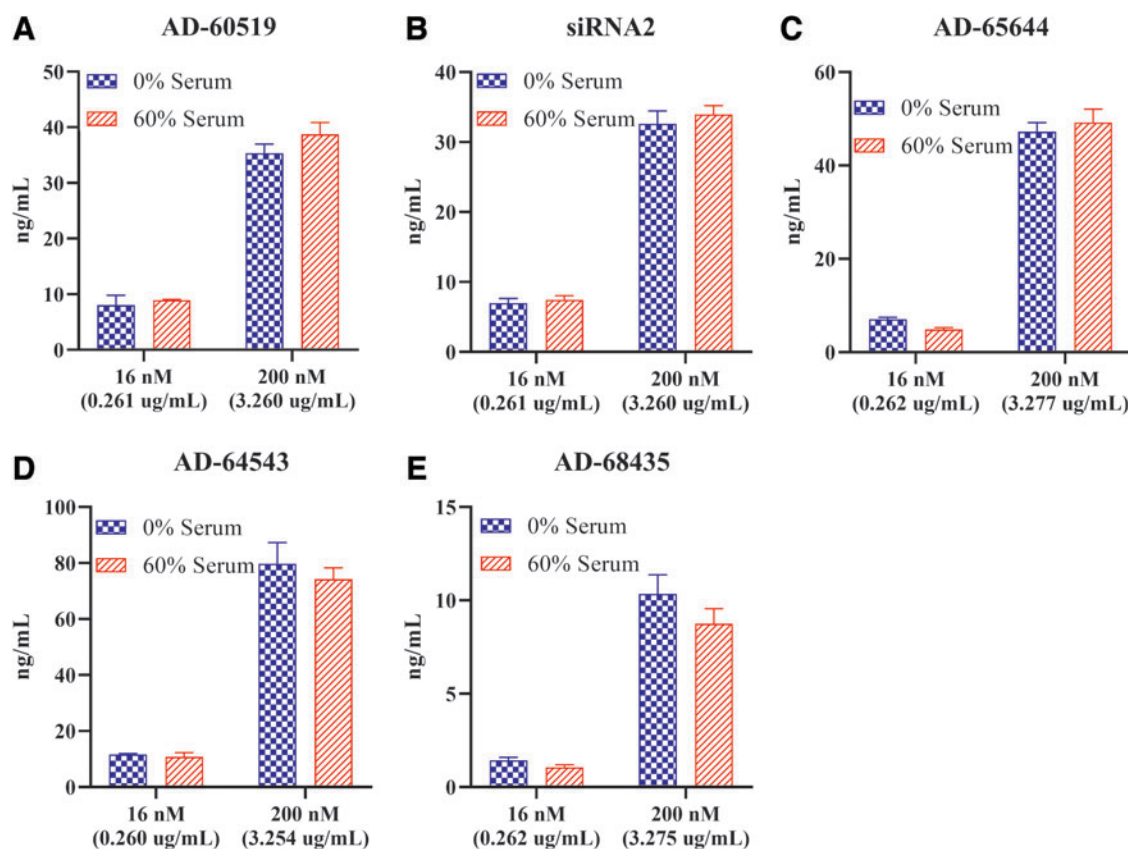 A
AD-60519
0% Serum
60% Serum
50
40
30
20
10
0
ng/mL
16 nM
(0.261 ug/mL)
200 nM
(3.260 ug/mL)
B
siRNA2
0% Serum
60% Serum
40
30
20
10
0
ng/mL
16 nM
(0.261 ug/mL)
200 nM
(3.260 ug/mL)
C
AD-65644
0% Serum
60% Serum
60
40
20
0
ng/mL
16 nM
(0.262 ug/mL)
200 nM
(3.277 ug/mL)
D
AD-64543
0% Serum
60% Serum
100
80
60
40
20
0
ng/mL
16 nM
(0.260 ug/mL)
200 nM
(3.254 ug/mL)
E
AD-68435
0% Serum
60% Serum
15
10
5
0
ng/mL
16 nM
(0.262 ug/mL)
200 nM
(3.275 ug/mL)